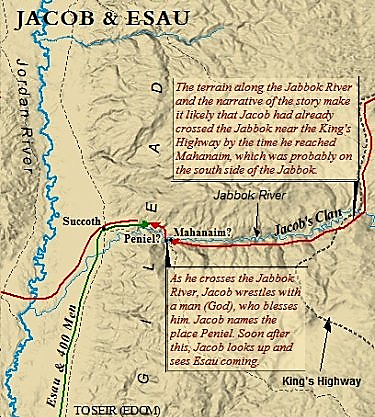 JACOB & ESAU
Jordan River
The terrain along the Jabbok River
and the narrative of the story make
it likely that Jacob had already
crossed the Jabbok near the King's
Highway by the time he reached
Mahanaim, which was probably on
the south side of the Jabbok.
GILEAD
Jabbok River
Jacob's Clan
Succoth
Peniel?
Mahanaim?
As he crosses the Jabbok
River, Jacob wrestles with
a man (God), who blesses
him. Jacob names the
place Peniel. Soon after
this, Jacob looks up and
sees Esau coming.
Esau & 400 Men
King's Highway
TO SEIR (EDOM)